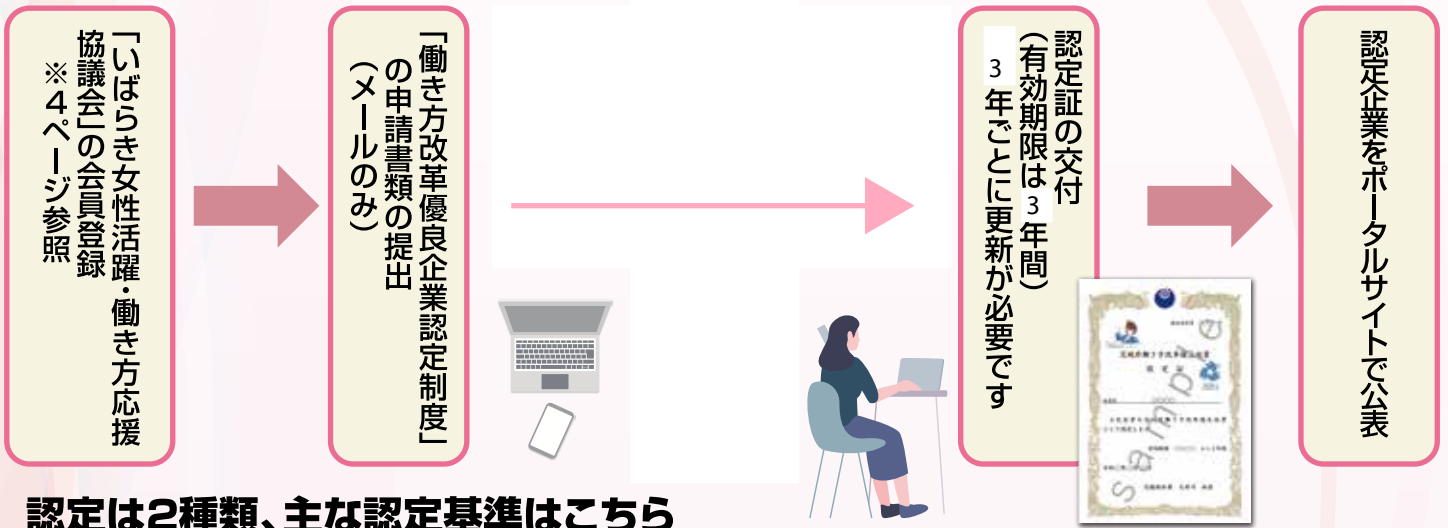 「いばらき女性活躍・働き方応援
協議会」の会員登録
※４ページ参照
「働き方改革優良企業認定制度」
の申請書類の提出
（メールのみ）
認定証の交付
（有効期限は3年間）
3年ごとに更新が必要です
認定企業をポータルサイトで公表
sample
認定は2種類、主な認定基準はこちら